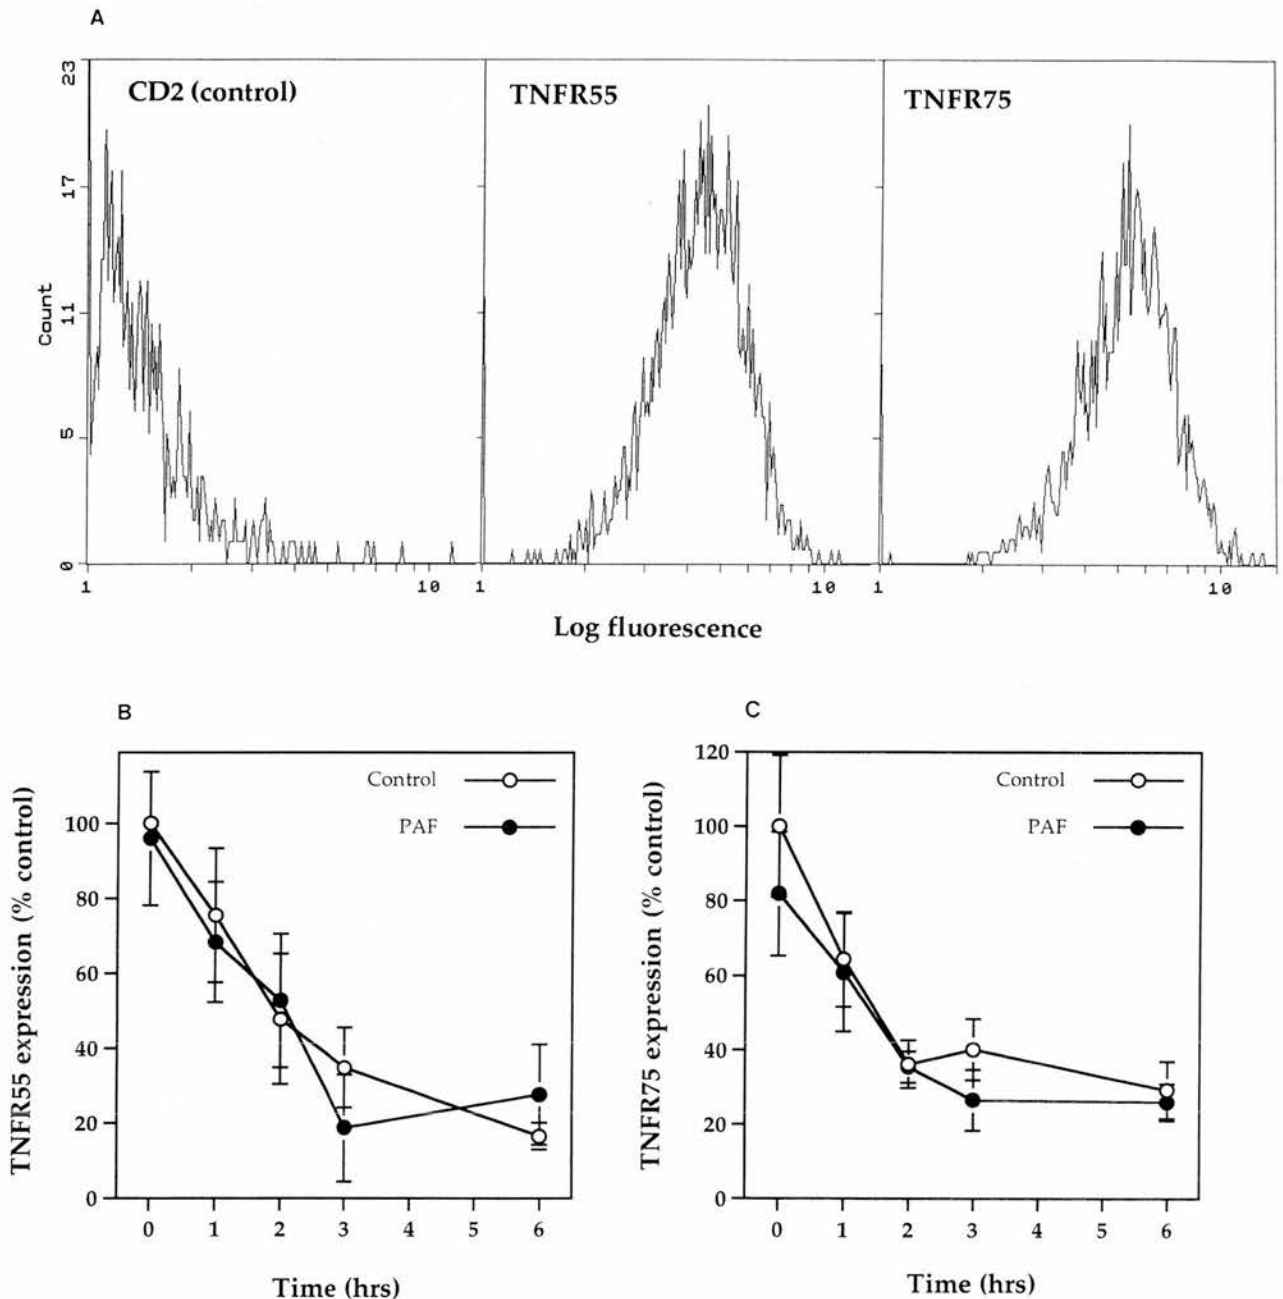 A
CD2 (control)
TNFR55
TNFR75
23
17
11
5
0
Count
1
10
1
10
1
10
Log fluorescence
B
Control
PAF
100
80
60
40
20
0
TNFR55 expression (% control)
0 1 2 3 4 5 6
Time (hrs)
C
Control
PAF
120
100
80
60
40
20
0
TNFR75 expression (% control)
0 1 2 3 4 5 6
Time (hrs)